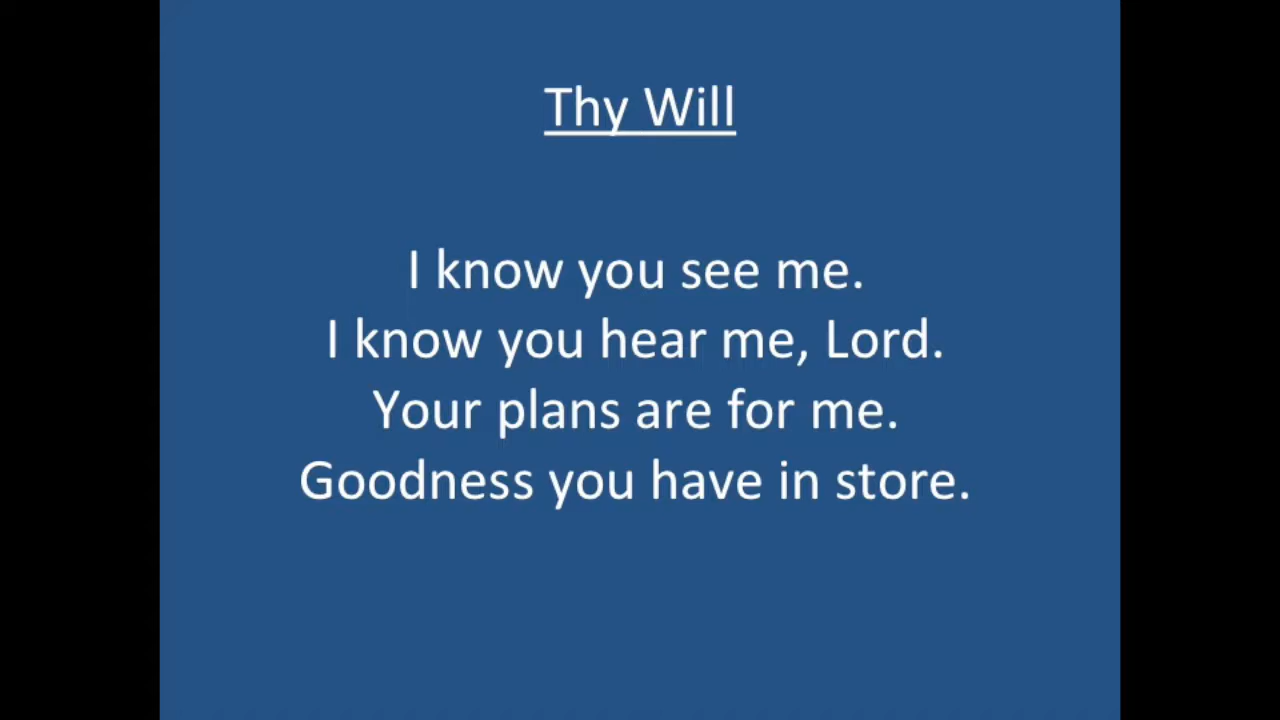 Thy Will
I know you see me.
I know you hear me, Lord.
Your plans are for me.
Goodness you have in store.